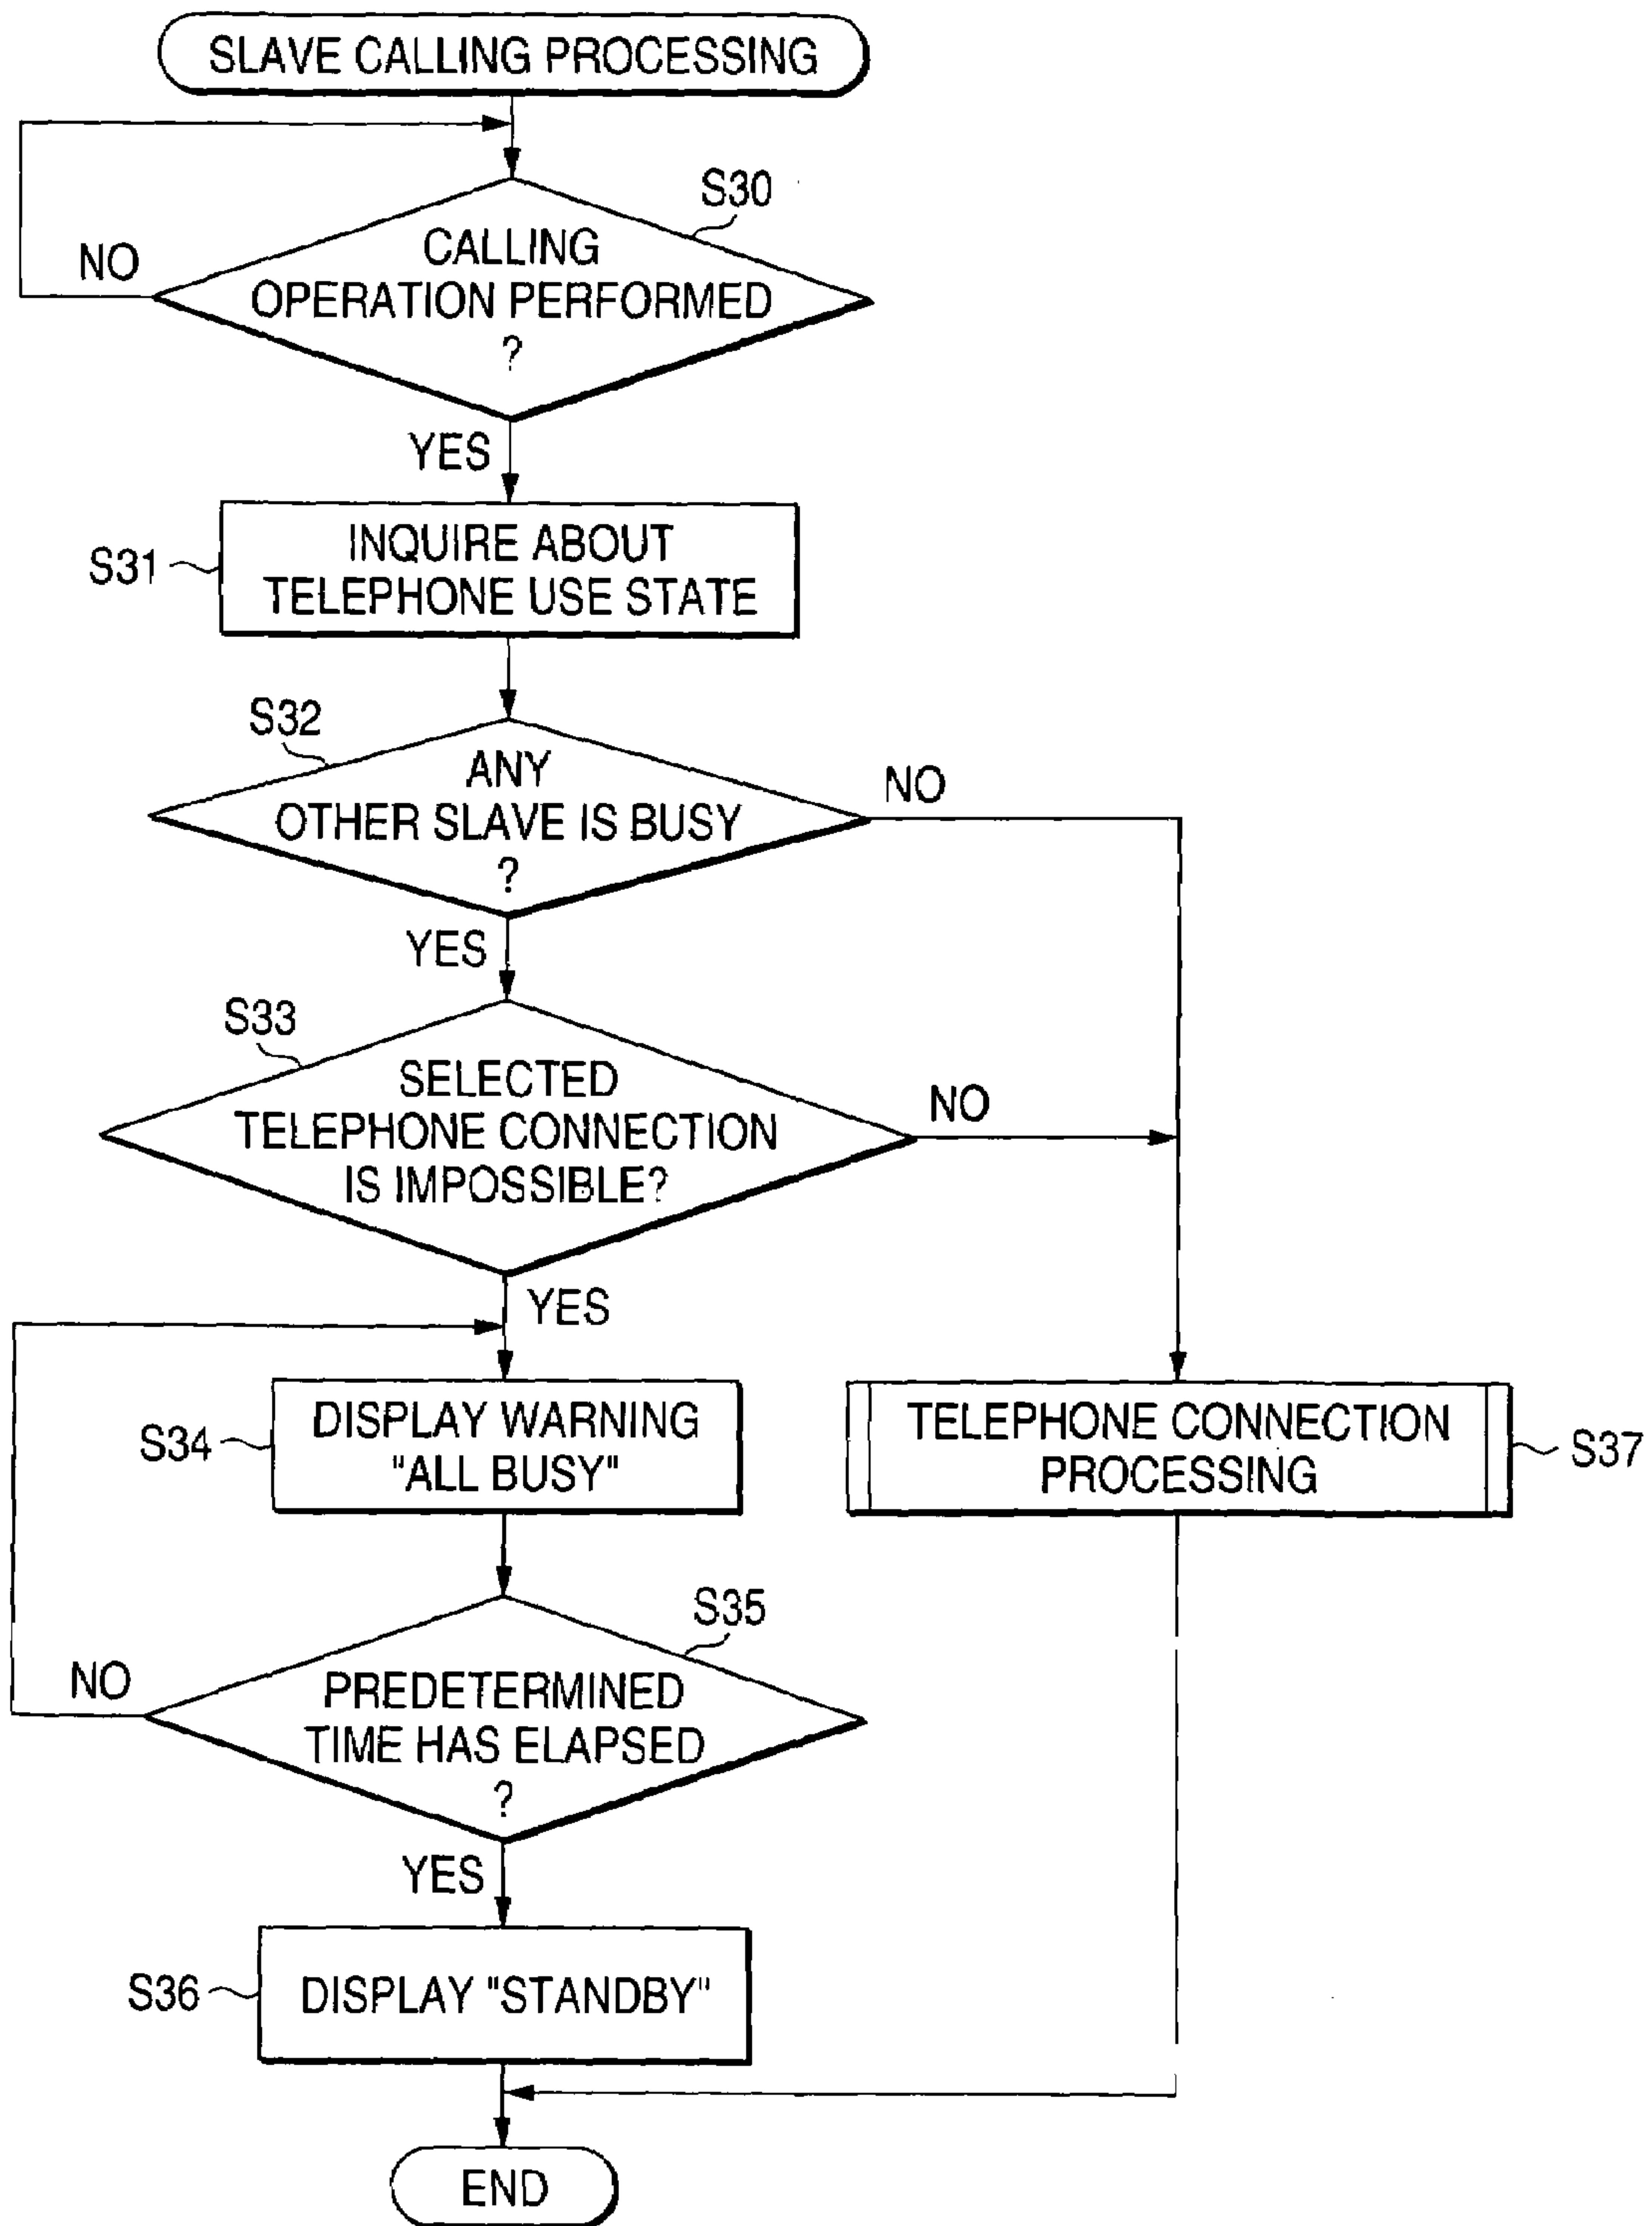 SLAVE CALLING PROCESSING
S30
CALLING
OPERATION PERFORMED
?
NO
YES
S31
INQUIRE ABOUT
TELEPHONE USE STATE
S32
ANY
OTHER SLAVE IS BUSY
?
NO
YES
S33
SELECTED
TELEPHONE CONNECTION
IS IMPOSSIBLE?
NO
YES
S34
DISPLAY WARNING
"ALL BUSY"
TELEPHONE CONNECTION
PROCESSING
S37
S35
PREDETERMINED
TIME HAS ELAPSED
?
NO
YES
S36
DISPLAY "STANDBY"
END